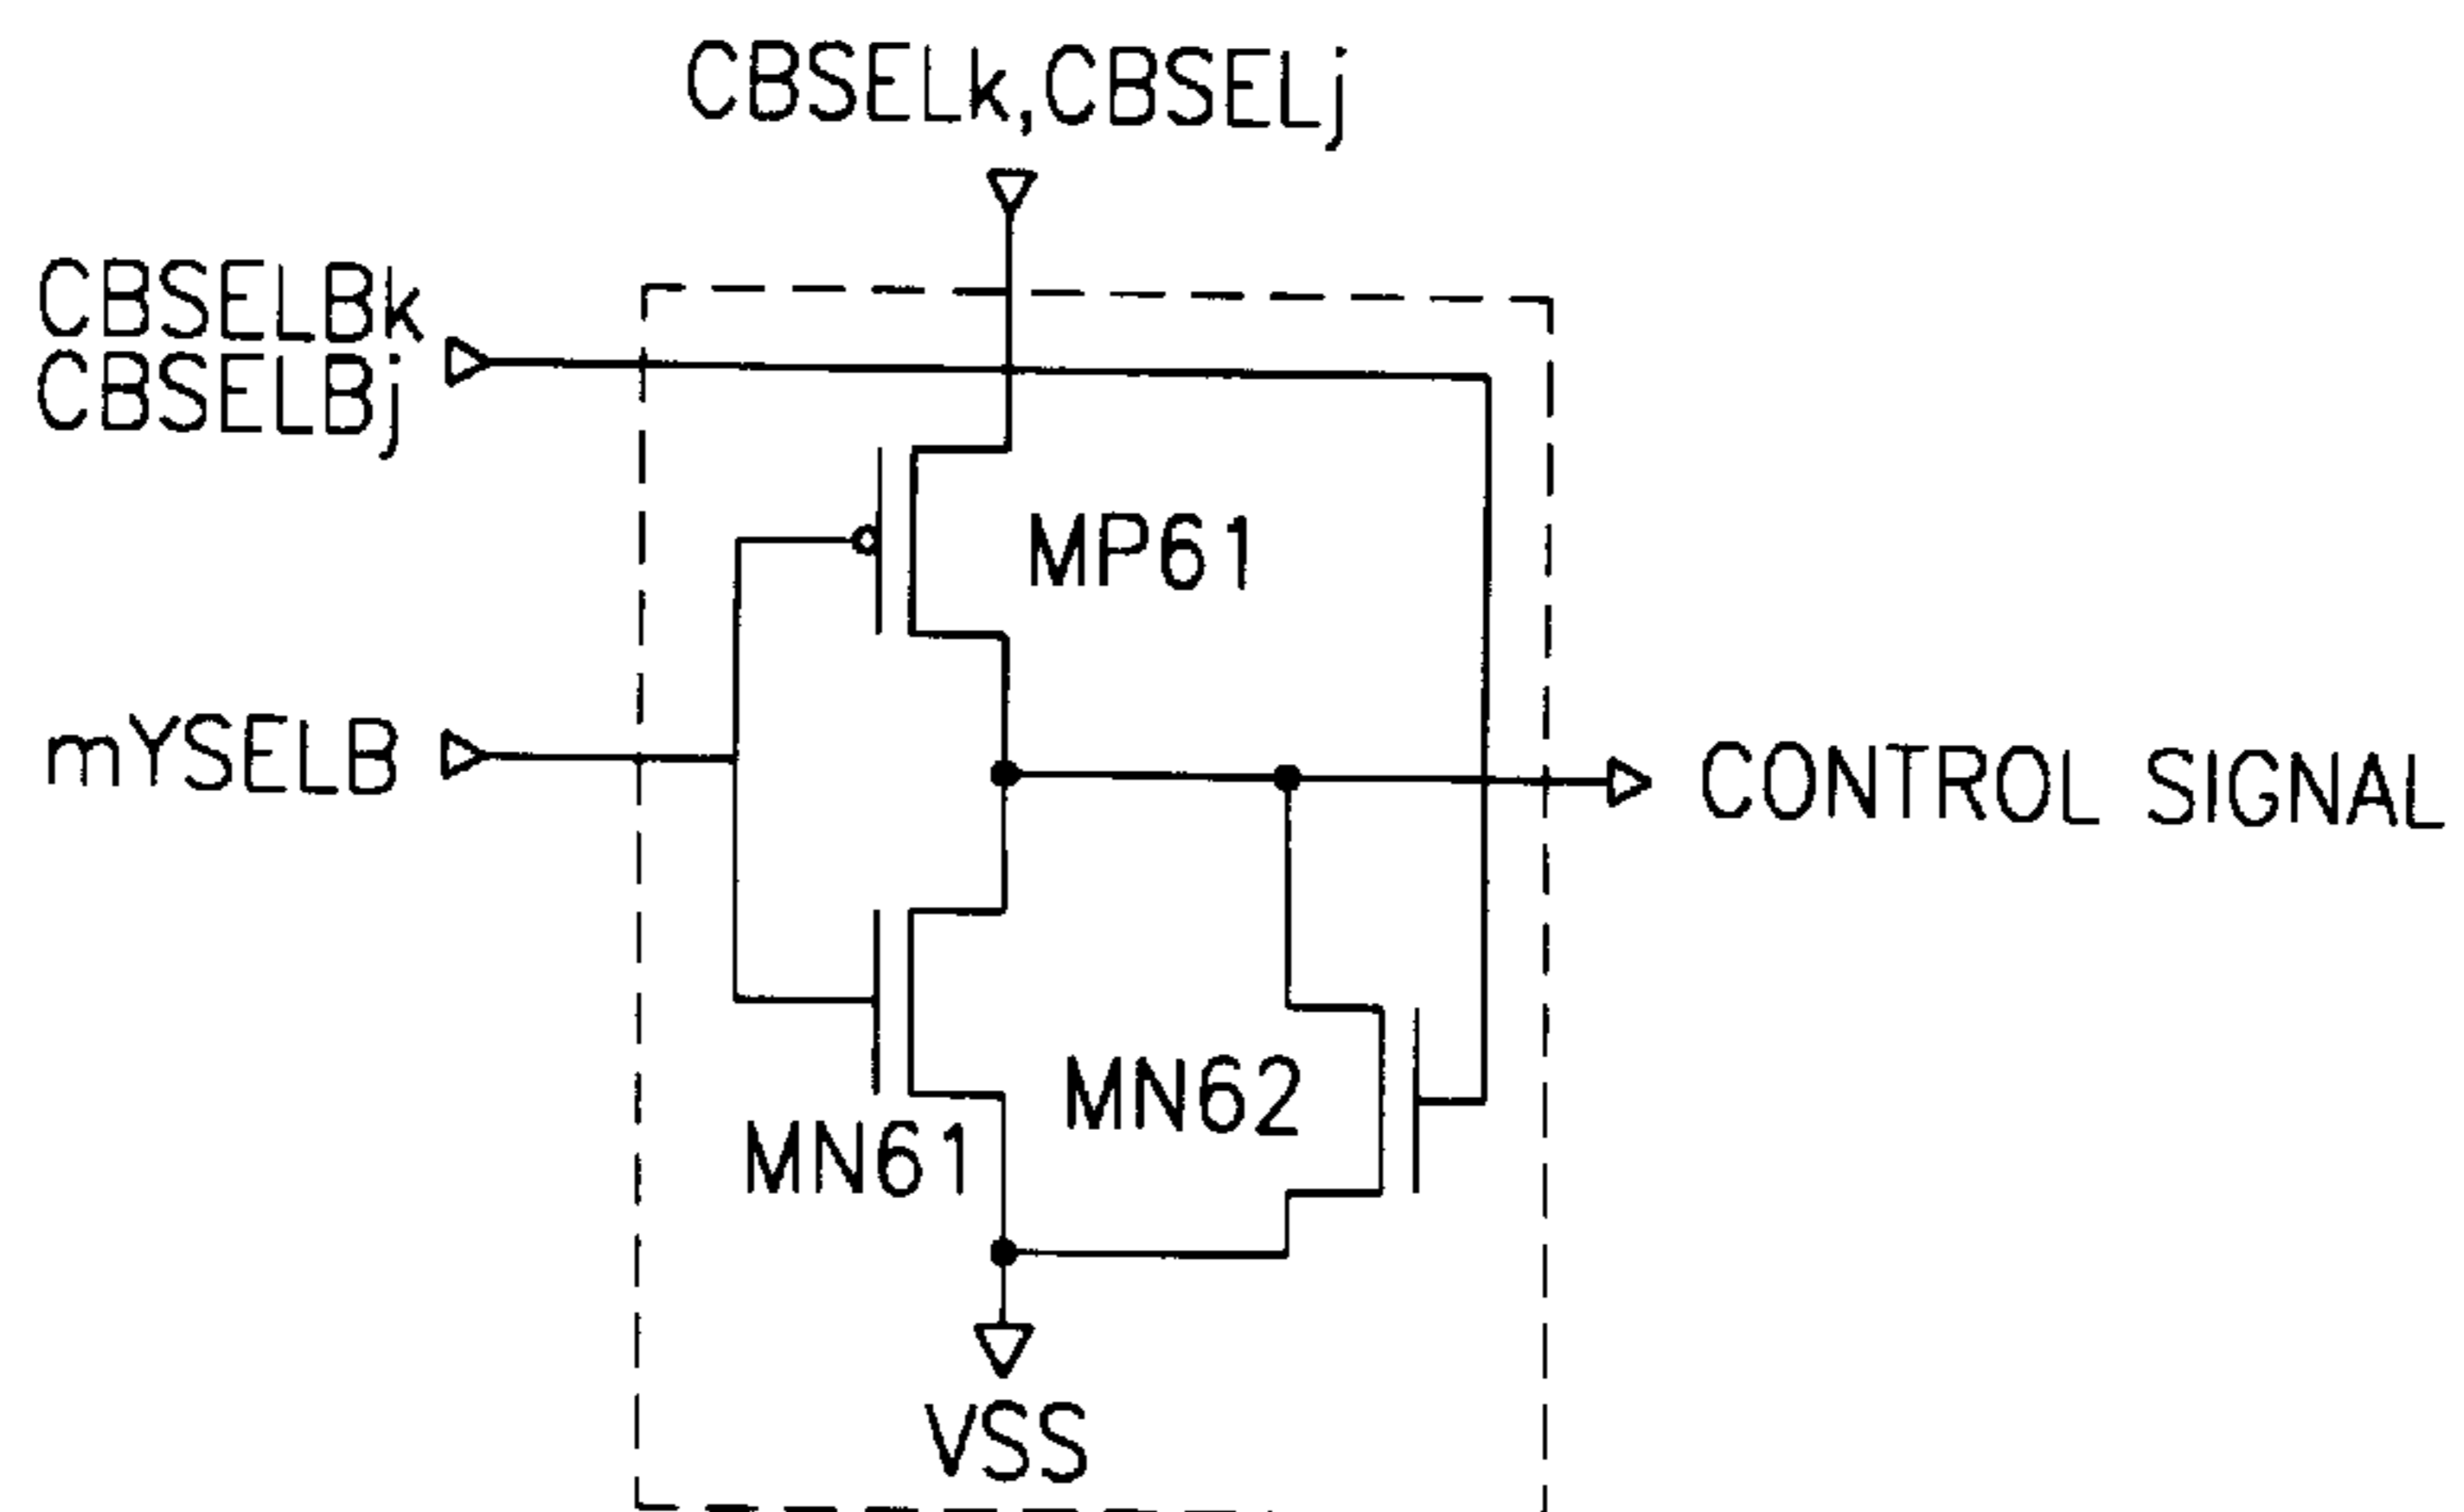 CBSELk,CBSELj
CBSELBk
CBSELBj
MP61
mYSELB
CONTROL SIGNAL
MN62
MN61
VSS